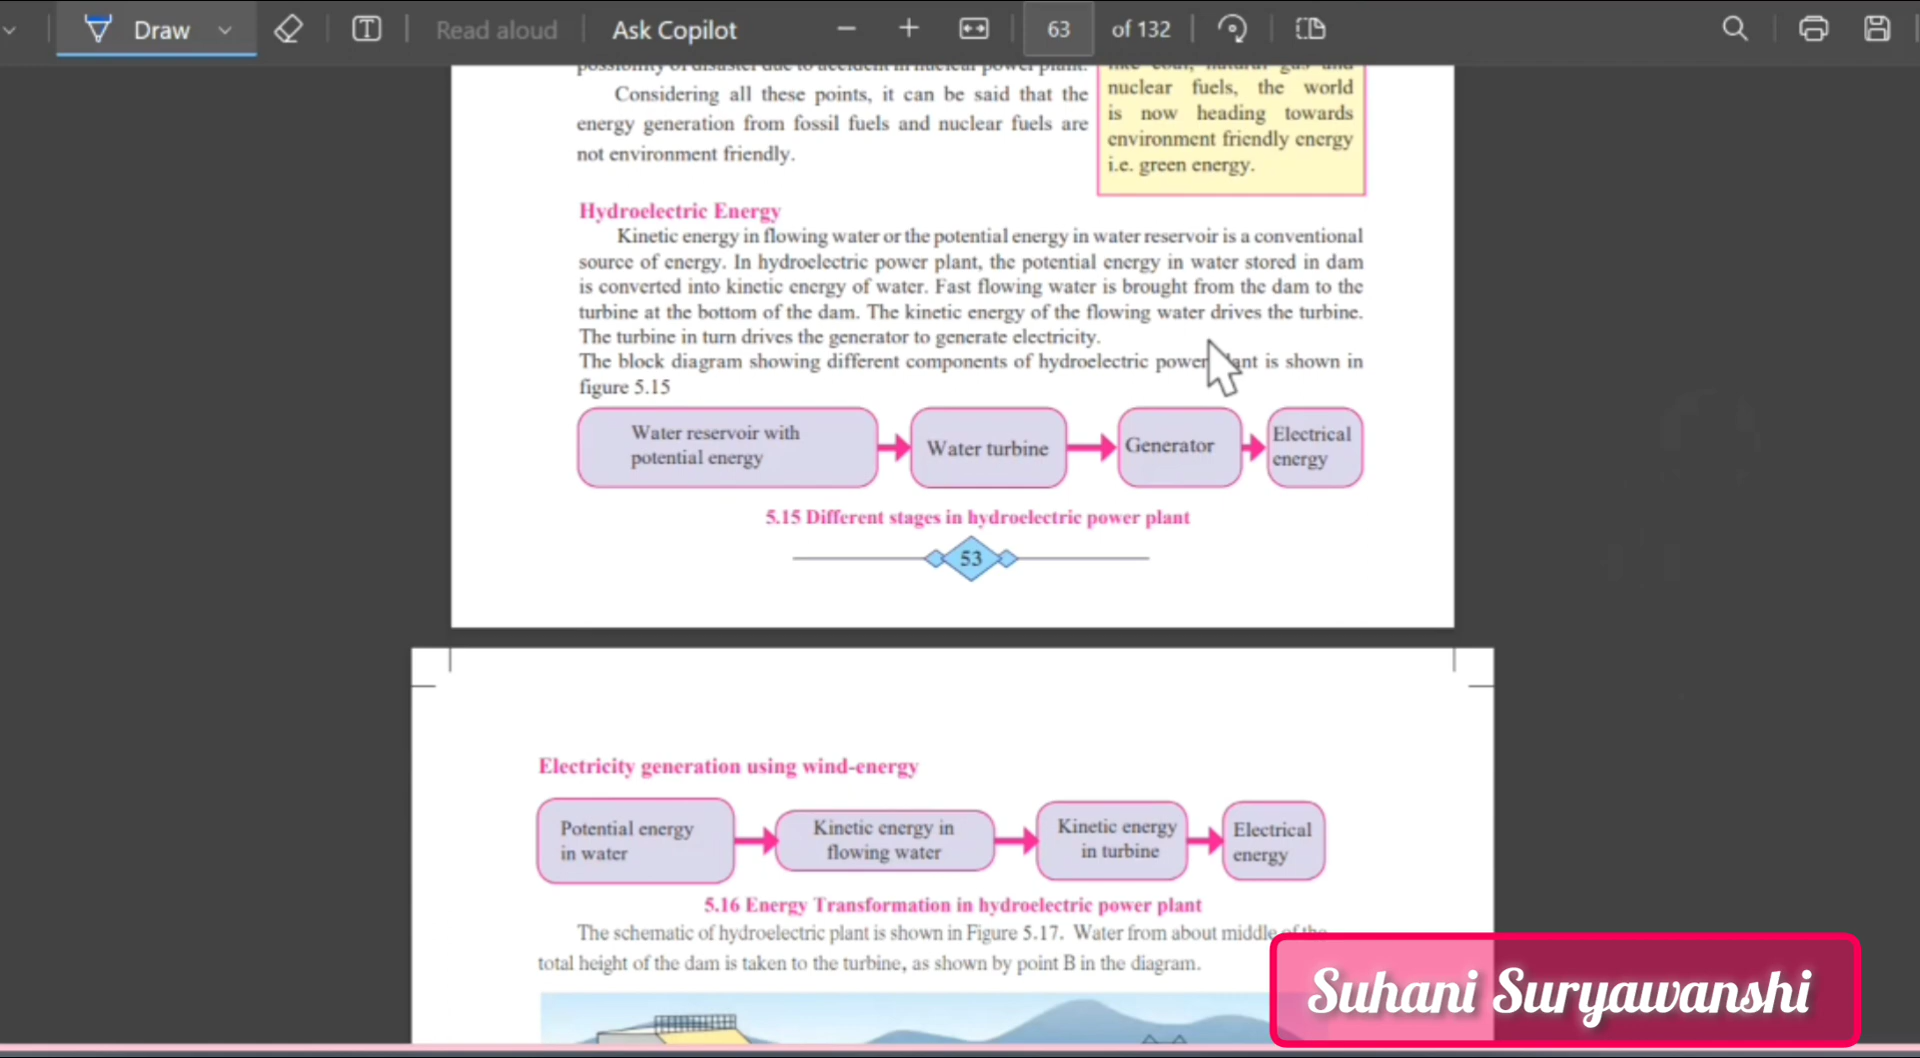 Draw
Read aloud
Ask Copilot
63
of 132
possibility of disaster due to accident in nuclear power plant.
Considering all these points, it can be said that the
energy generation from fossil fuels and nuclear fuels are
not environment friendly.
like coal, natural gas and
nuclear fuels, the world
is now heading towards
environment friendly energy
i.e. green energy.
Hydroelectric Energy
Kinetic energy in flowing water or the potential energy in water reservoir is a conventional
source of energy. In hydroelectric power plant, the potential energy in water stored in dam
is converted into kinetic energy of water. Fast flowing water is brought from the dam to the
turbine at the bottom of the dam. The kinetic energy of the flowing water drives the turbine.
The turbine in turn drives the generator to generate electricity.
The block diagram showing different components of hydroelectric power plant is shown in
figure 5.15
Water reservoir with
potential energy
Water turbine
Generator
Electrical
energy
5.15 Different stages in hydroelectric power plant
53
Electricity generation using wind-energy
Potential energy
in water
Kinetic energy in
flowing water
Kinetic energy
in turbine
Electrical
energy
5.16 Energy Transformation in hydroelectric power plant
The schematic of hydroelectric plant is shown in Figure 5.17. Water from about middle of the
total height of the dam is taken to the turbine, as shown by point B in the diagram.
Suhani Suryawanshi